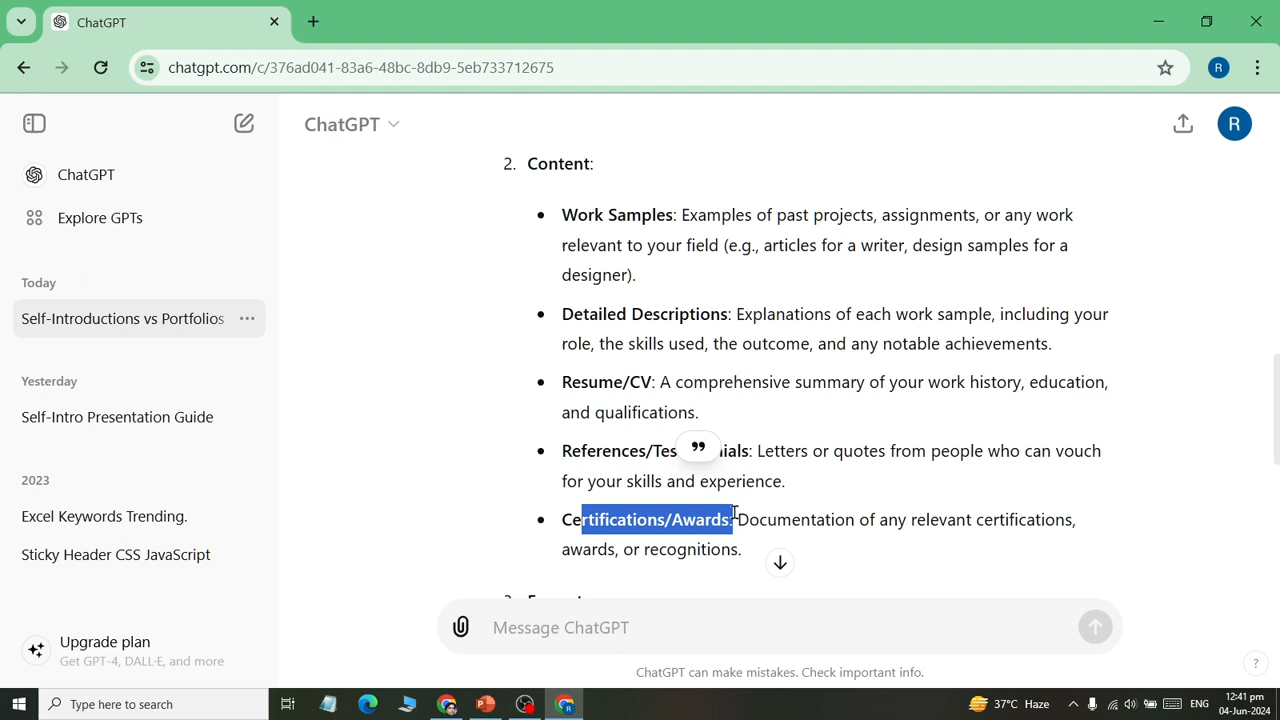 ChatGPT
chatgpt.com/c/376ad041-83a6-48bc-8db9-5eb733712675
R
ChatGPT
R
ChatGPT
Explore GPTs
Today
Self-Introductions vs Portfolios
Yesterday
Self-Intro Presentation Guide
2023
Excel Keywords Trending.
Sticky Header CSS JavaScript
Upgrade plan
Get GPT-4, DALL·E, and more
2. Content:
• Work Samples: Examples of past projects, assignments, or any work
relevant to your field (e.g., articles for a writer, design samples for a
designer).
• Detailed Descriptions: Explanations of each work sample, including your
role, the skills used, the outcome, and any notable achievements.
• Resume/CV: A comprehensive summary of your work history, education,
and qualifications.
• References/Tes ials: Letters or quotes from people who can vouch
for your skills and experience.
• Certifications/Awards: Documentation of any relevant certifications,
awards, or recognitions.
Message ChatGPT
ChatGPT can make mistakes. Check important info.
?
Type here to search
37°C Haze
ENG
12:41 pm
04-Jun-2024